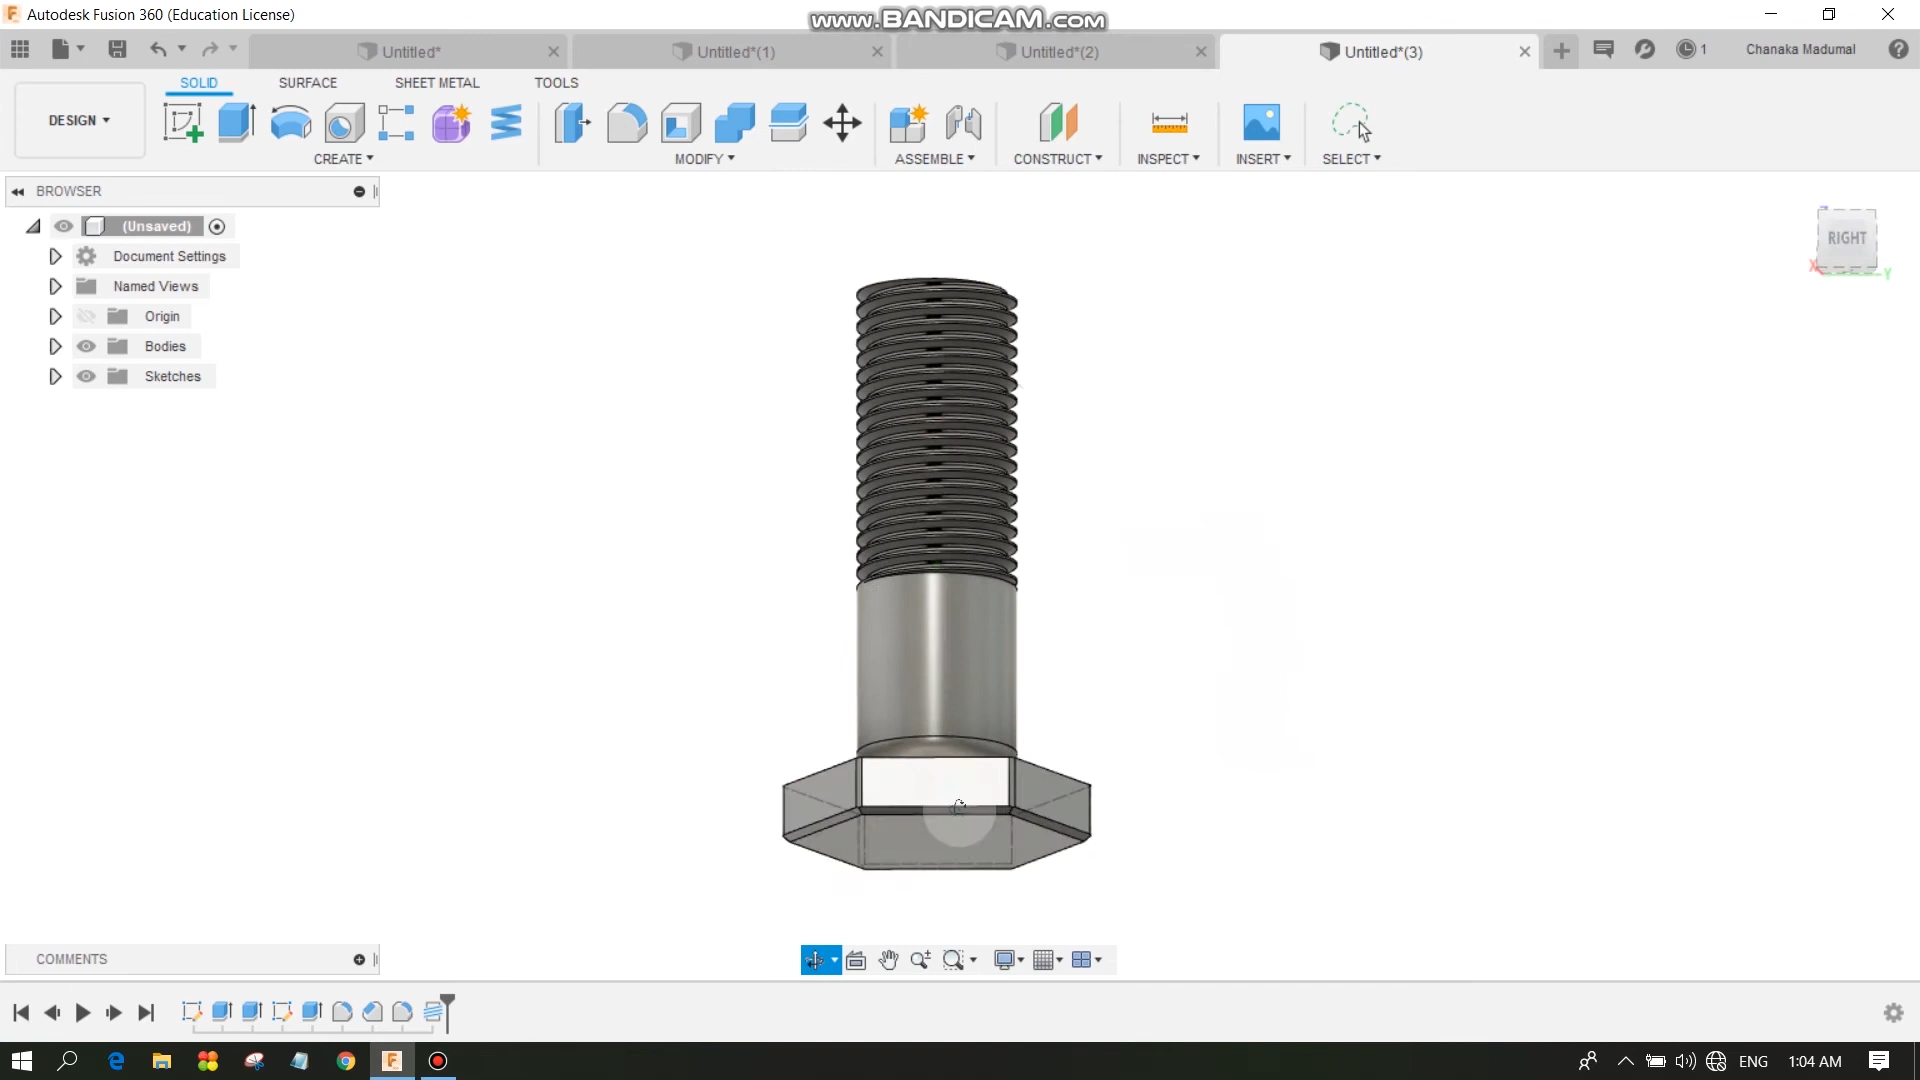 Autodesk Fusion 360 (Education License)
www.BANDICAM.com
Untitled*
Untitled*(1)
Untitled*(2)
Untitled*(3)
1
Chanaka Madumal
SOLID
SURFACE
SHEET METAL
TOOLS
DESIGN
CREATE
MODIFY
ASSEMBLE
CONSTRUCT
INSPECT
INSERT
SELECT
BROWSER
(Unsaved)
Document Settings
Named Views
Origin
Bodies
Sketches
RIGHT
X
Y
COMMENTS
ENG
1:04 AM